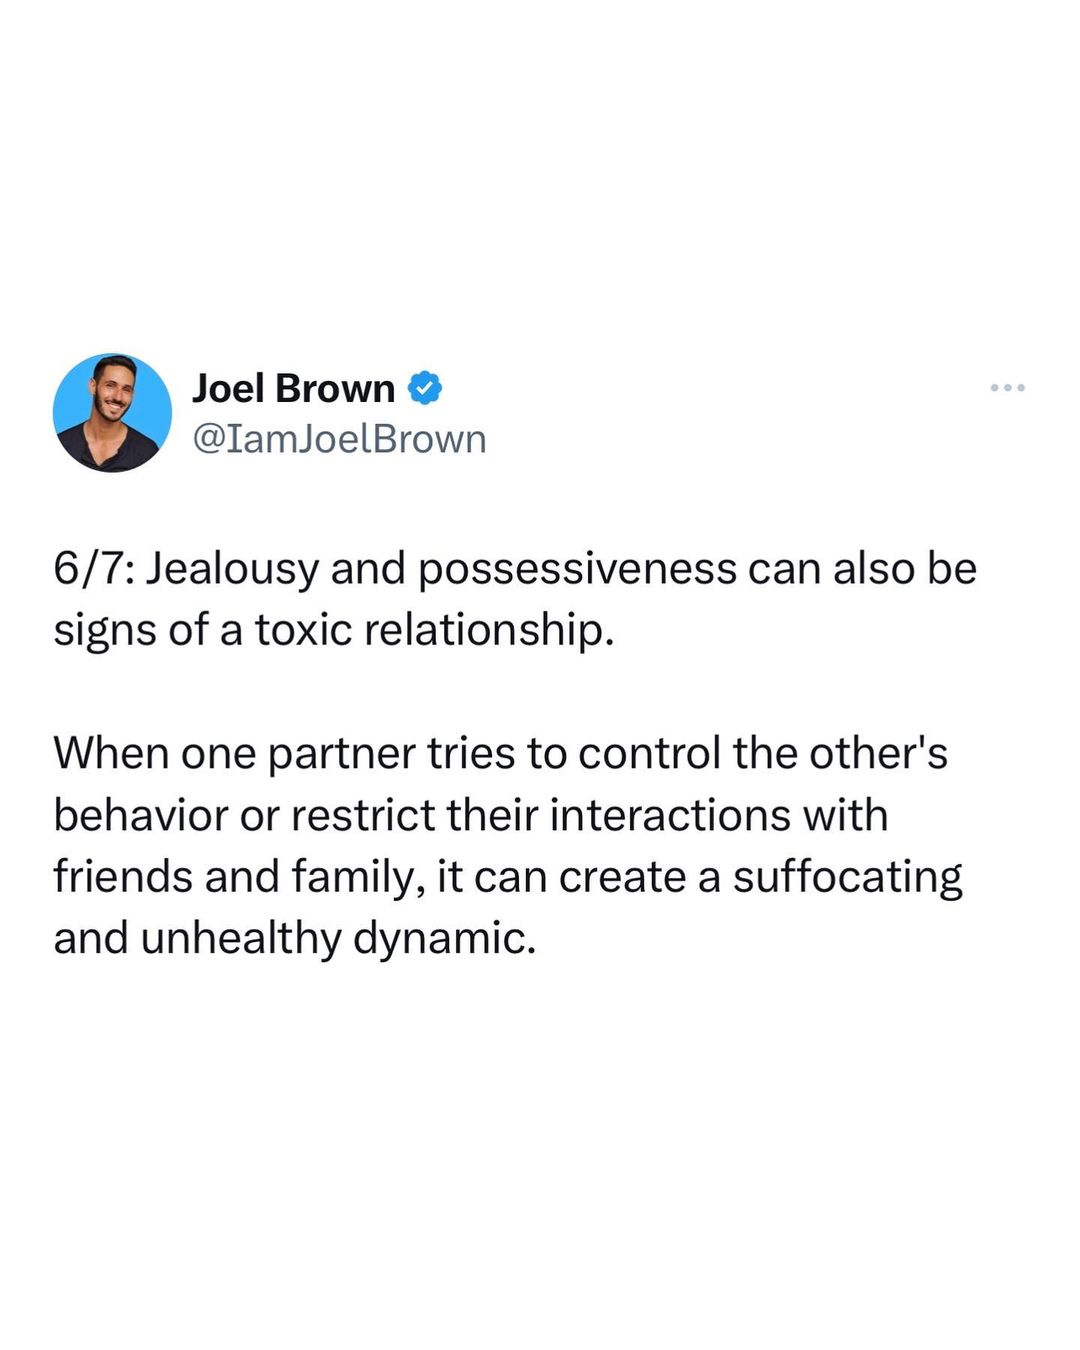 Joel Brown
@IamJoelBrown
6/7: Jealousy and possessiveness can also be
signs of a toxic relationship.
When one partner tries to control the other's
behavior or restrict their interactions with
friends and family, it can create a suffocating
and unhealthy dynamic.